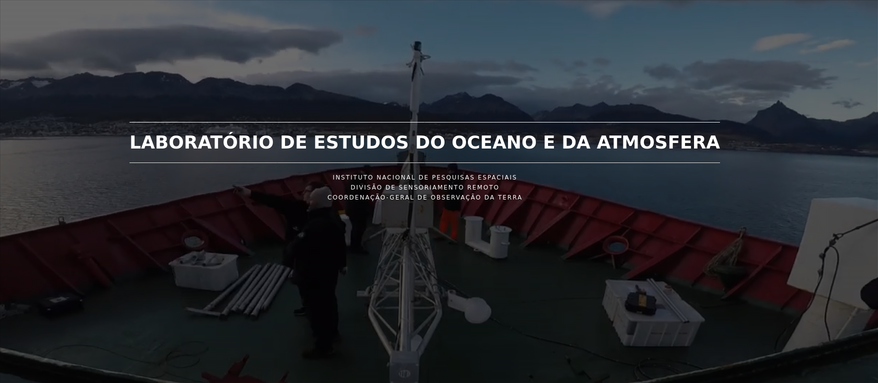 LABORATÓRIO DE ESTUDOS DO OCEANO E DA ATMOSFERA
INSTITUTO NACIONAL DE PESQUISAS ESPACIAIS
DIVISÃO DE SENSORIAMENTO REMOTO
COORDENAÇÃO-GERAL DE OBSERVAÇÃO DA TERRA